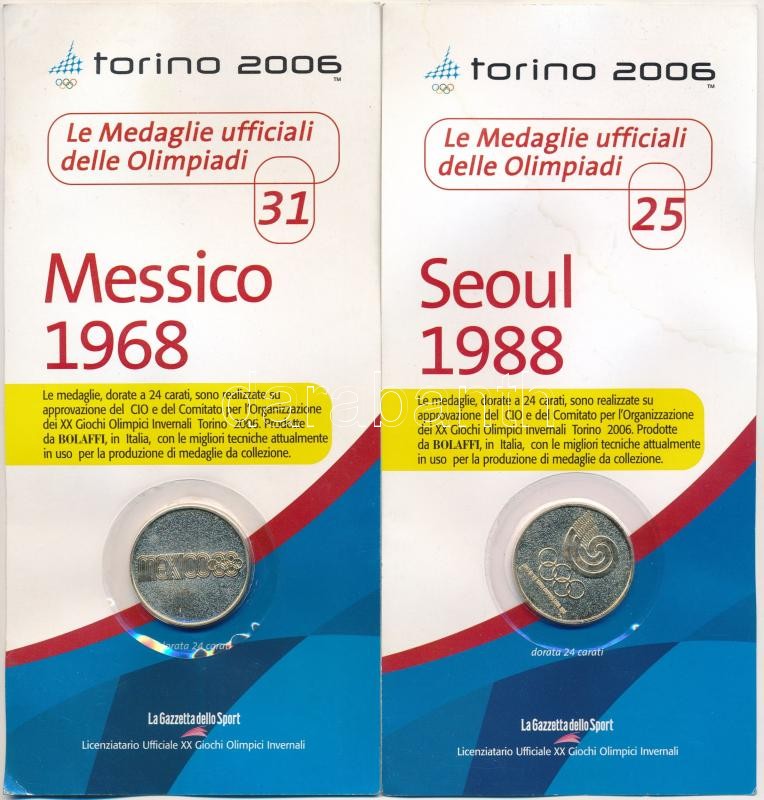 torino 2006
TM
Le Medaglie ufficiali
delle Olimpiadi
31
Messico
1968
Le medaglie, dorate a 24 carati, sono realizzate su
approvazione del CIO e del Comitato per l'Organizzazione
dei XX Giochi Olimpici Invernali Torino 2006. Prodotte
da BOLAFFI, in Italia, con le migliori tecniche attualmente
in uso per la produzione di medaglie da collezione.
mexico68
dorata 24 carati
La Gazzetta dello Sport
Licenziatario Ufficiale XX Giochi Olimpici Invernali
torino 2006
TM
Le Medaglie ufficiali
delle Olimpiadi
25
Seoul
1988
Le medaglie, dorate a 24 carati, sono realizzate su
approvazione del CIO e del Comitato per l'Organizzazione
dei XX Giochi Olimpici Invernali Torino 2006. Prodotte
da BOLAFFI, in Italia, con le migliori tecniche attualmente
in uso per la produzione di medaglie da collezione.
dorata 24 carati
La Gazzetta dello Sport
Licenziatario Ufficiale XX Giochi Olimpici Invernali
darabanth